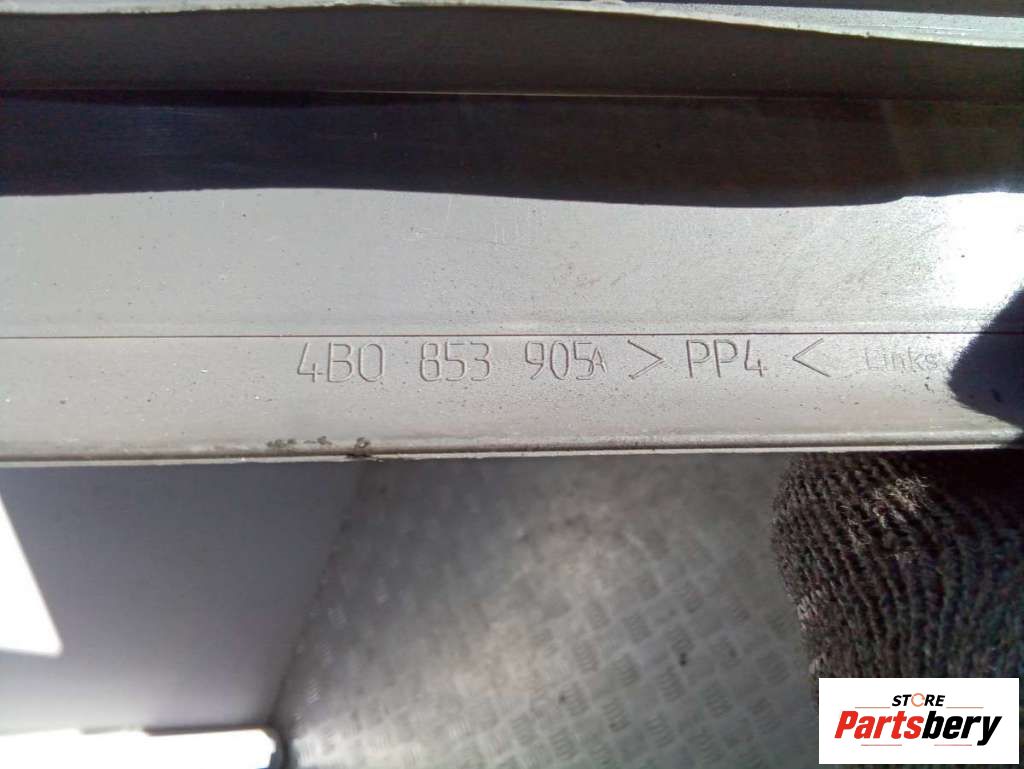 4B0 853 905A > PP4 < Links
STORE
Partsbery